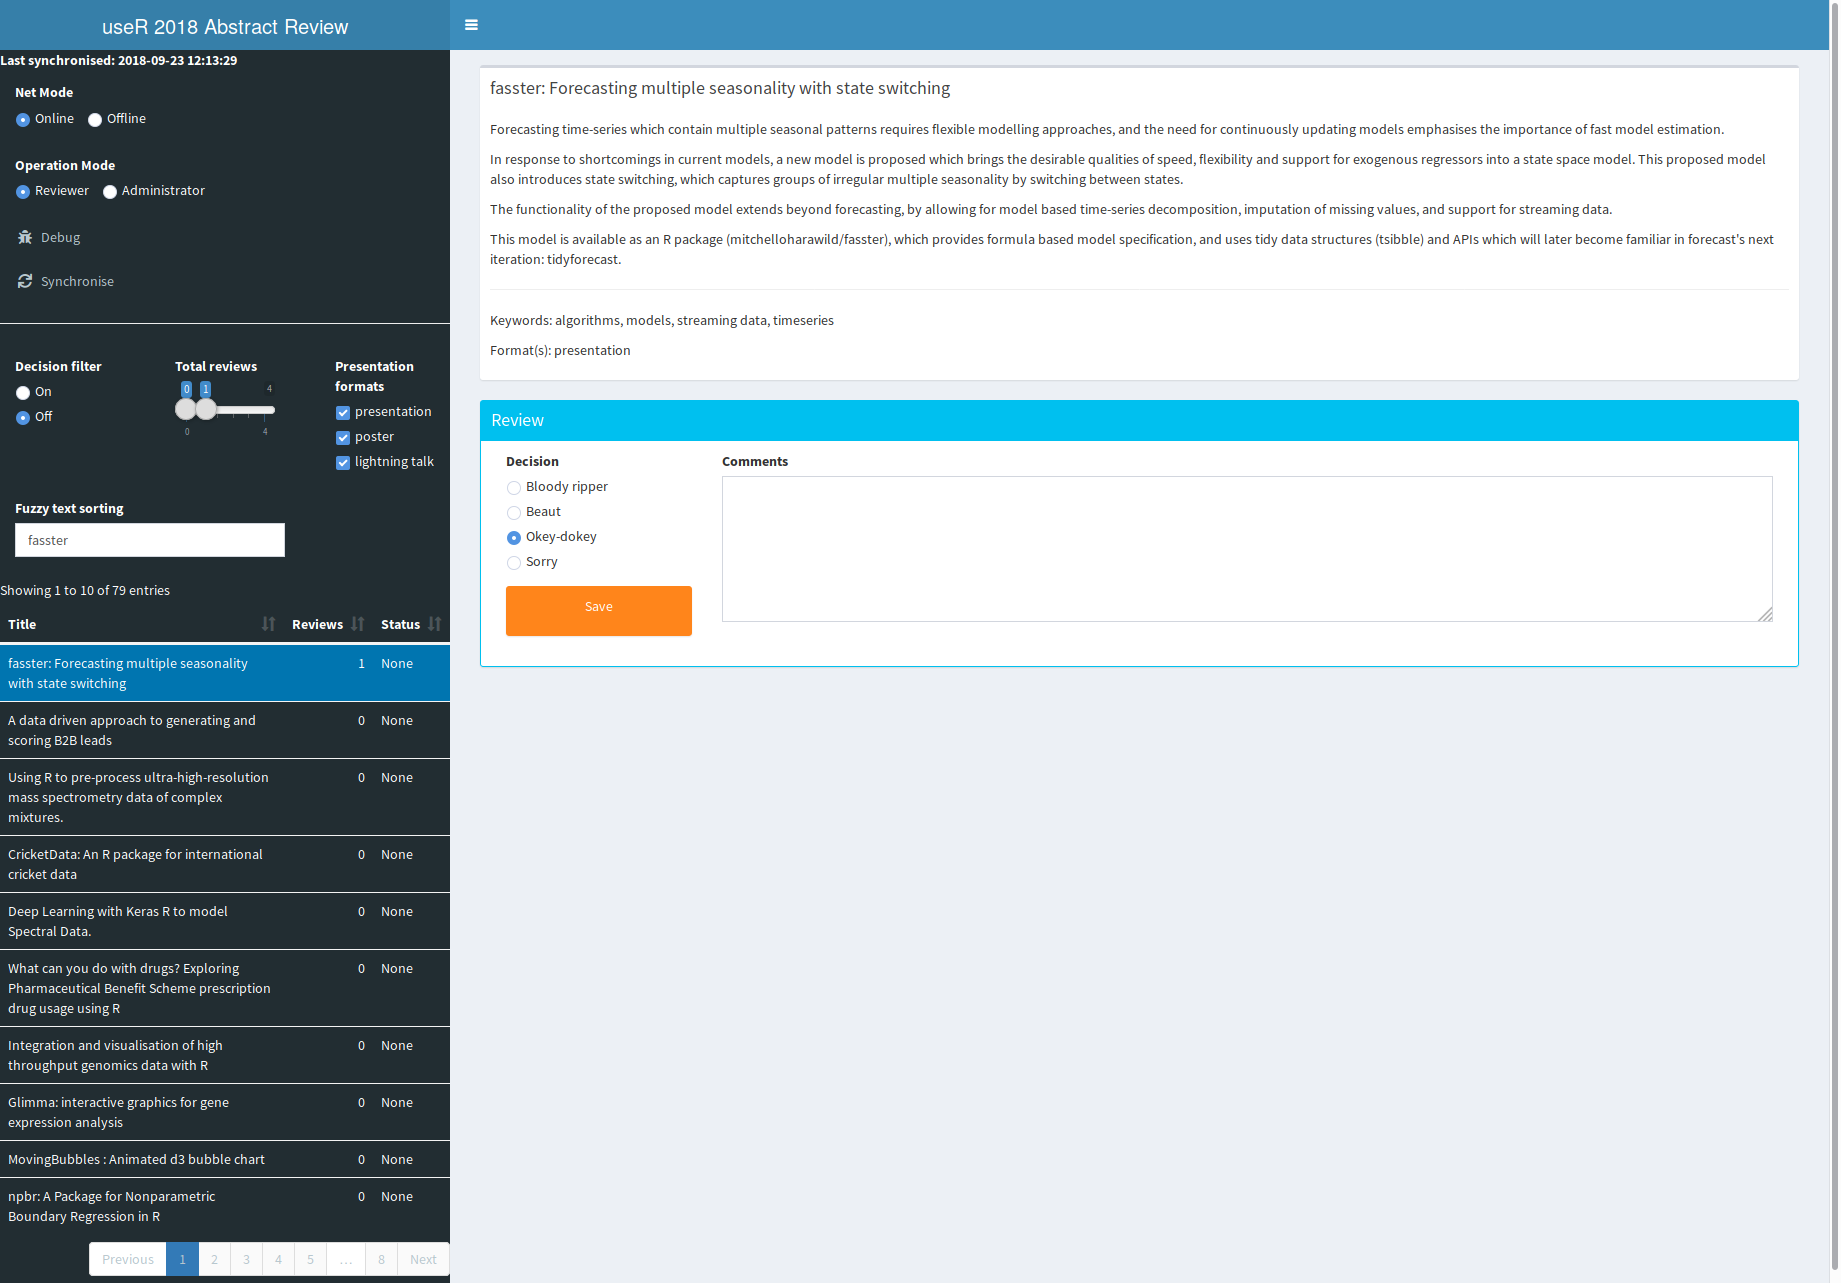 useR 2018 Abstract Review
Last synchronised: 2018-09-23 12:13:29
Net Mode
Online Offline
Operation Mode
Reviewer Administrator
Debug
Synchronise
Decision filter
On
Off
Total reviews
0 1 4
0 4
Presentation
formats
presentation
poster
lightning talk
Fuzzy text sorting
fasster
Showing 1 to 10 of 79 entries
Title Reviews Status
fasster: Forecasting multiple seasonality 1 None
with state switching
A data driven approach to generating and 0 None
scoring B2B leads
Using R to pre-process ultra-high-resolution 0 None
mass spectrometry data of complex
mixtures.
CricketData: An R package for international 0 None
cricket data
Deep Learning with Keras R to model 0 None
Spectral Data.
What can you do with drugs? Exploring 0 None
Pharmaceutical Benefit Scheme prescription
drug usage using R
Integration and visualisation of high 0 None
throughput genomics data with R
Glimma: interactive graphics for gene 0 None
expression analysis
MovingBubbles : Animated d3 bubble chart 0 None
npbr: A Package for Nonparametric 0 None
Boundary Regression in R
Previous 1 2 3 4 5 … 8 Next
fasster: Forecasting multiple seasonality with state switching
Forecasting time-series which contain multiple seasonal patterns requires flexible modelling approaches, and the need for continuously updating models emphasises the importance of fast model estimation.
In response to shortcomings in current models, a new model is proposed which brings the desirable qualities of speed, flexibility and support for exogenous regressors into a state space model. This proposed model
also introduces state switching, which captures groups of irregular multiple seasonality by switching between states.
The functionality of the proposed model extends beyond forecasting, by allowing for model based time-series decomposition, imputation of missing values, and support for streaming data.
This model is available as an R package (mitchelloharawild/fasster), which provides formula based model specification, and uses tidy data structures (tsibble) and APIs which will later become familiar in forecast's next
iteration: tidyforecast.
Keywords: algorithms, models, streaming data, timeseries
Format(s): presentation
Review
Decision
Bloody ripper
Beaut
Okey-dokey
Sorry
Save
Comments